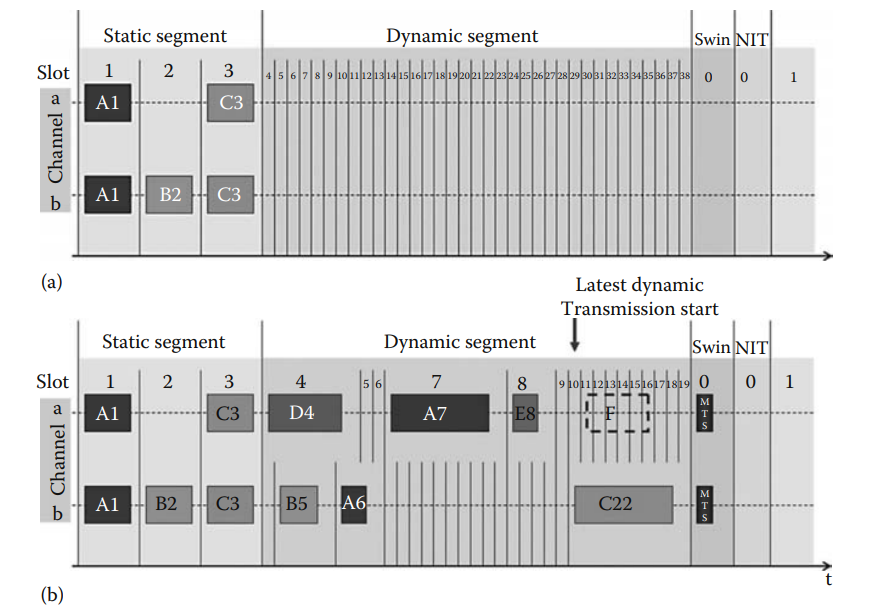 Static segment Dynamic segment Swin NIT
Slot 1 2 3 4 5 6 7 8 9 10 11 12 13 14 15 16 17 18 19 20 21 22 23 24 25 26 27 28 29 30 31 32 33 34 35 36 37 38 0 0 1
a A1 C3
Channel
b A1 B2 C3
(a)
Latest dynamic
Transmission start
Static segment Dynamic segment Swin NIT
Slot 1 2 3 4 5 6 7 8 9 10 11 12 13 14 15 16 17 18 19 0 0 1
a A1 C3 D4 A7 E8 F MTS
Channel
b A1 B2 C3 B5 A6 C22 MTS
t
(b)